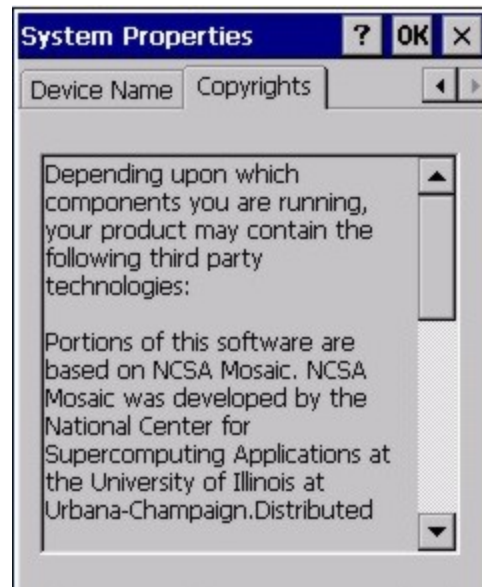 System Properties ? OK ×
Device Name Copyrights
Depending upon which
components you are running,
your product may contain the
following third party
technologies:
Portions of this software are
based on NCSA Mosaic. NCSA
Mosaic was developed by the
National Center for
Supercomputing Applications at
the University of Illinois at
Urbana-Champaign.Distributed